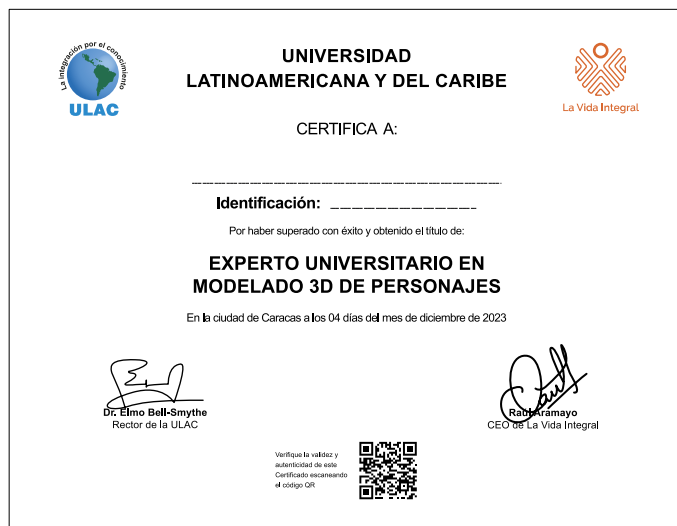 La integración por el conocimiento
ULAC
UNIVERSIDAD
LATINOAMERICANA Y DEL CARIBE
La Vida Integral
CERTIFICA A:
Identificación:
Por haber superado con éxito y obtenido el título de:
EXPERTO UNIVERSITARIO EN
MODELADO 3D DE PERSONAJES
En la ciudad de Caracas a los 04 días del mes de diciembre de 2023
Dr. Elmo Bell-Smythe
Rector de la ULAC
Raúl Aramayo
CEO de La Vida Integral
Verifique la validez y
autenticidad de este
Certificado escaneando
el código QR